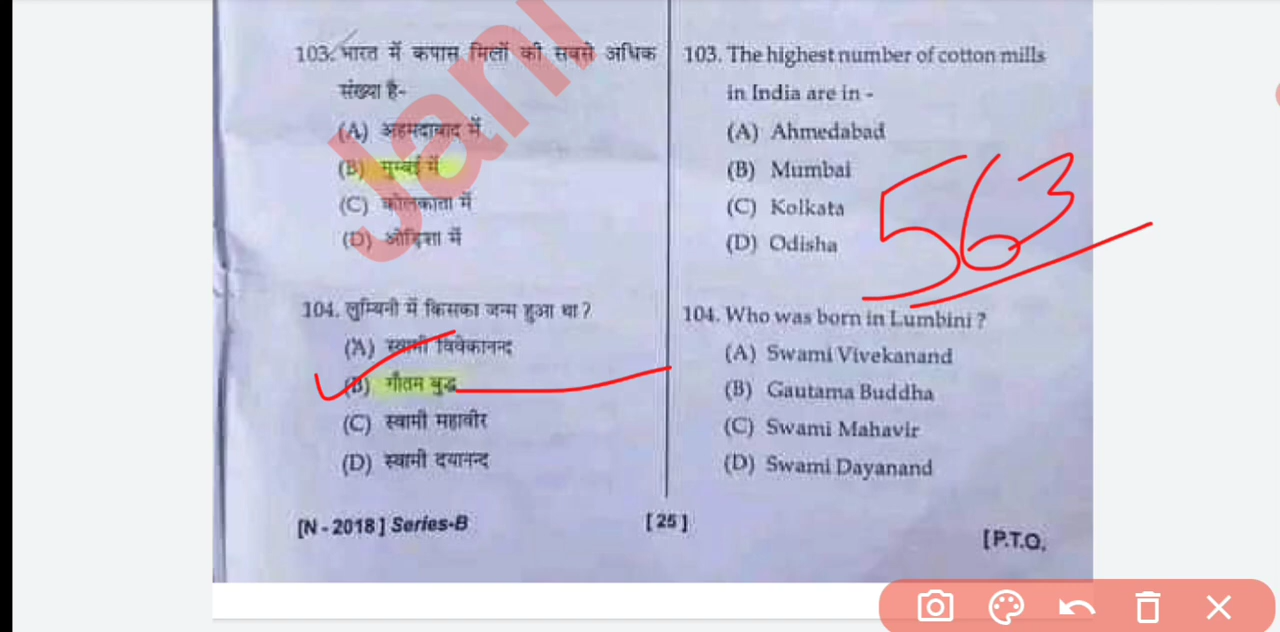 103. भारत में कपास मिलों की सबसे अधिक
संख्या है-
(A) अहमदाबाद में
(B) मुम्बई में
(C) कोलकाता में
(D) ओडिशा में
104. लुम्बिनी में किसका जन्म हुआ था ?
(A) स्वामी विवेकानन्द
(B) गौतम बुद्ध
(C) स्वामी महावीर
(D) स्वामी दयानन्द
[N - 2018 ] Series-B
103. The highest number of cotton mills
in India are in -
(A) Ahmedabad
(B) Mumbai
(C) Kolkata
(D) Odisha
563
104. Who was born in Lumbini ?
(A) Swami Vivekanand
(B) Gautama Buddha
(C) Swami Mahavir
(D) Swami Dayanand
[ 25 ]
[P.T.O.
Jani